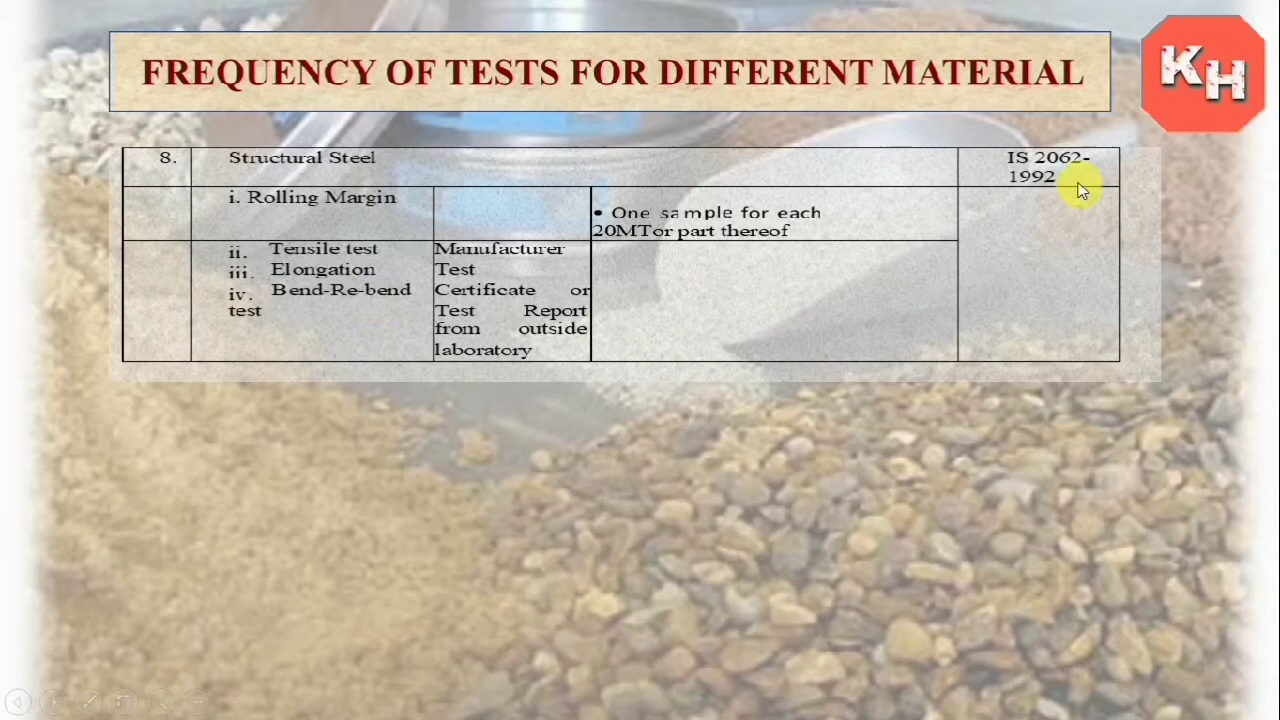 FREQUENCY OF TESTS FOR DIFFERENT MATERIAL
KH
8. Structural Steel IS 2062-
1992
i. Rolling Margin
• One sample for each
20MTor part thereof
ii. Tensile test Manufacturer
iii. Elongation Test
iv. Bend-Re-bend Certificate or
test Test Report
from outside
laboratory